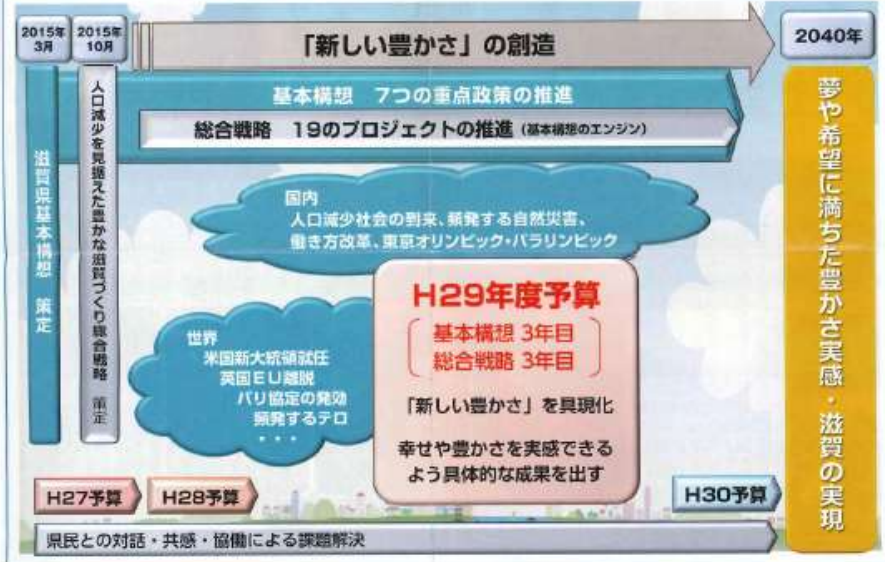 2015年
3月
2015年
10月
「新しい豊かさ」の創造
2040年
基本構想 7つの重点政策の推進
総合戦略 19のプロジェクトの推進 (基本構想のエンジン)
滋賀県基本構想 策定
人口減少を見据えた豊かな滋賀づくり総合戦略 策定
国内
人口減少社会の到来、頻発する自然災害、
働き方改革、東京オリンピック・パラリンピック
H29年度予算
基本構想 3年目
総合戦略 3年目
「新しい豊かさ」を具現化
幸せや豊かさを実感できる
よう具体的な成果を出す
世界
米国新大統領就任
英国EU離脱
パリ協定の発効
頻発するテロ
・・・
夢や希望に満ちた豊かさ実感・滋賀の実現
H27予算
H28予算
H30予算
県民との対話・共感・協働による課題解決